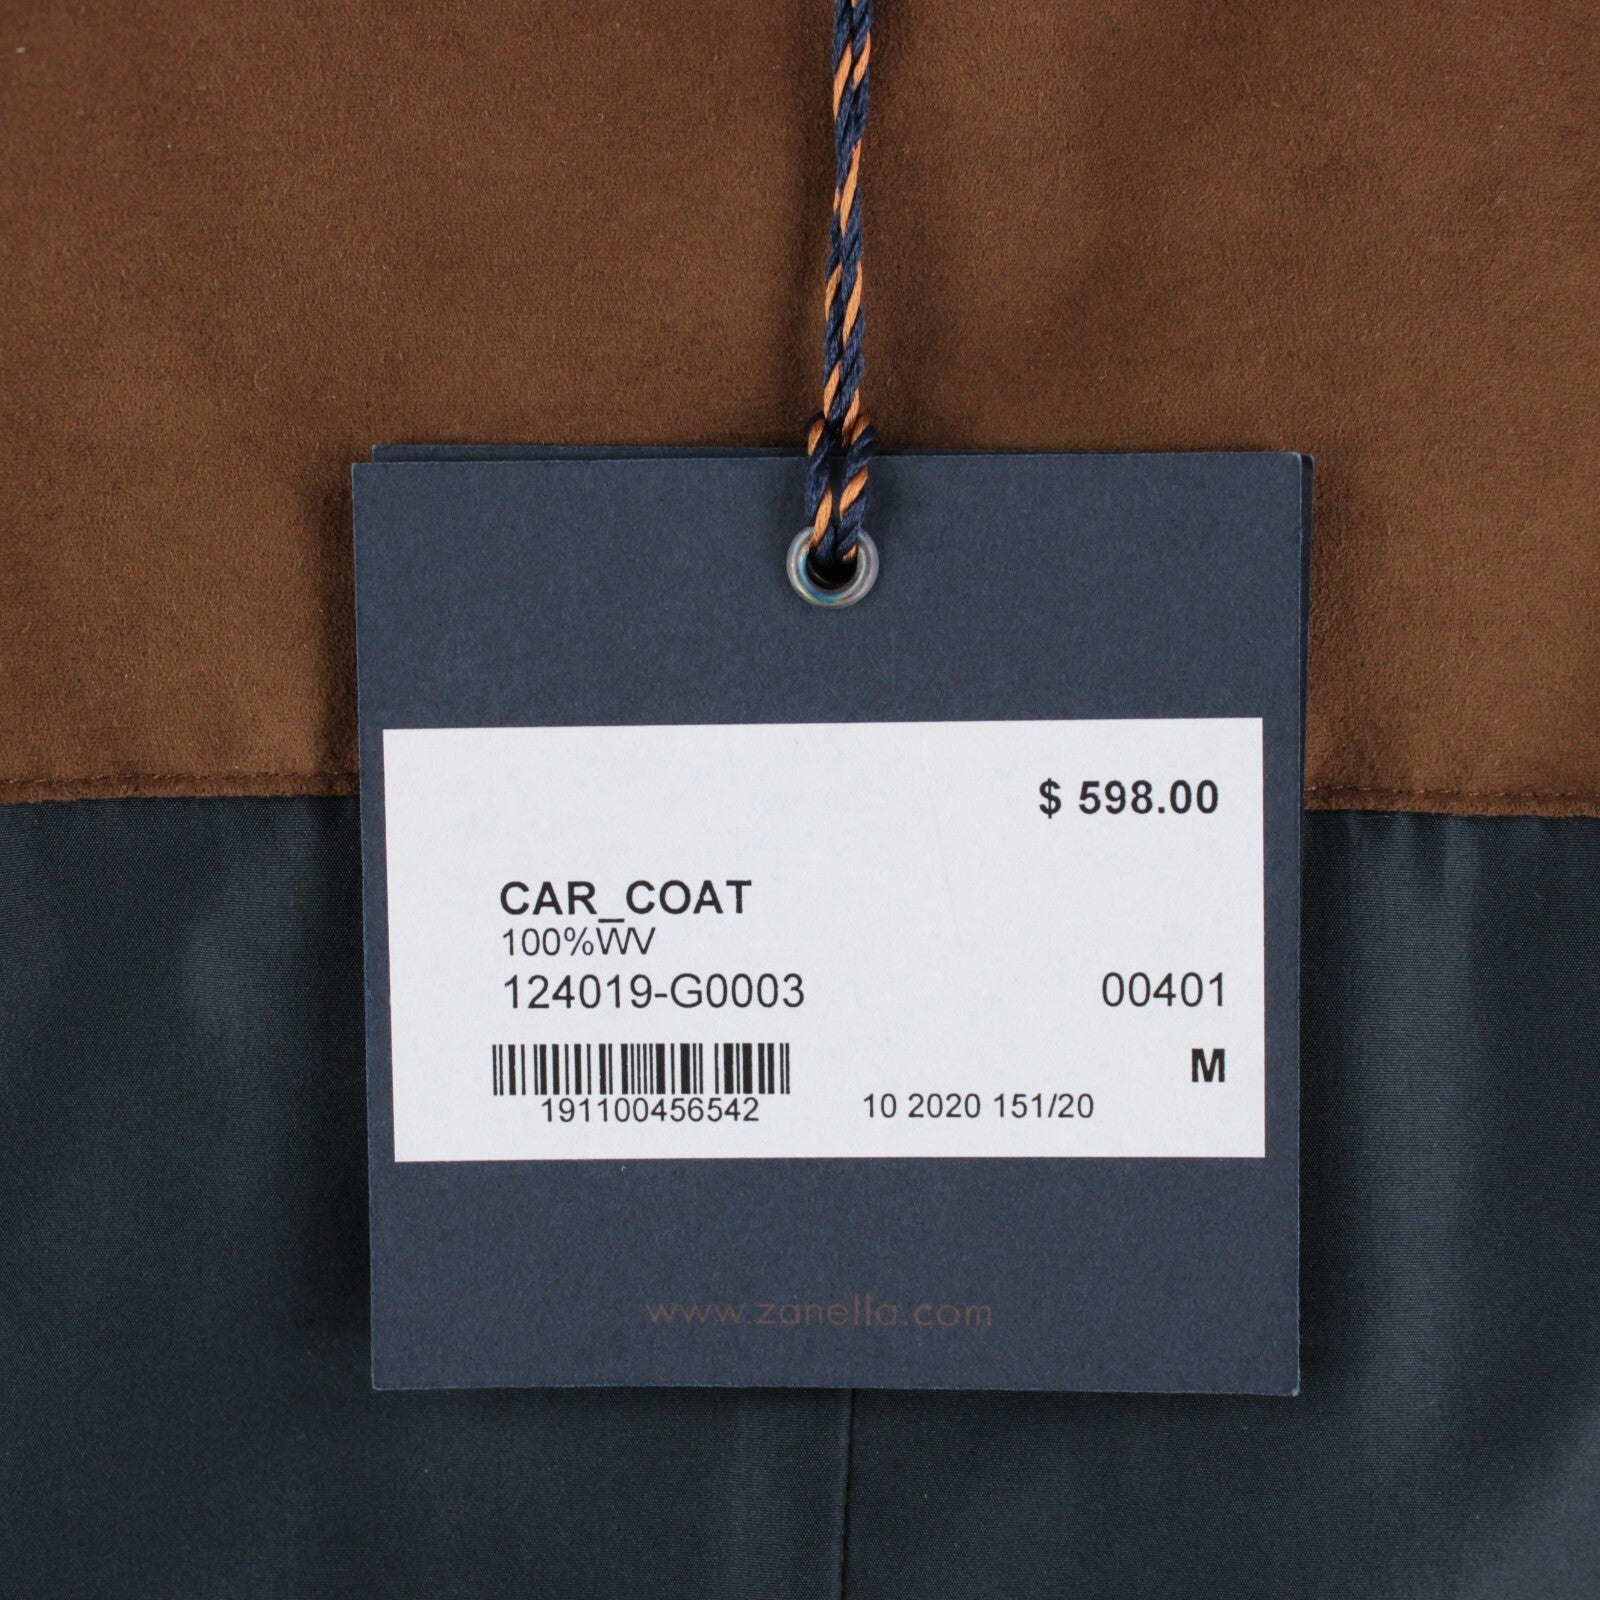 $ 598.00
CAR_COAT
100%WV
124019-G0003 00401
M
191100456542 10 2020 151/20
www.zanella.com